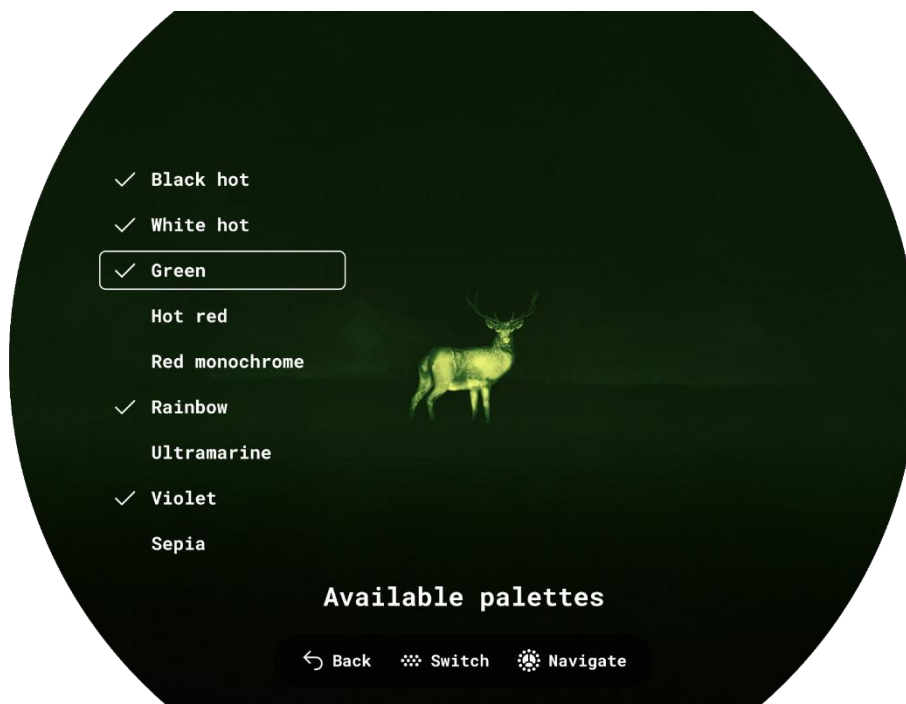 Black hot
White hot
Green
Hot red
Red monochrome
Rainbow
Ultramarine
Violet
Sepia
Available palettes
Back Switch Navigate